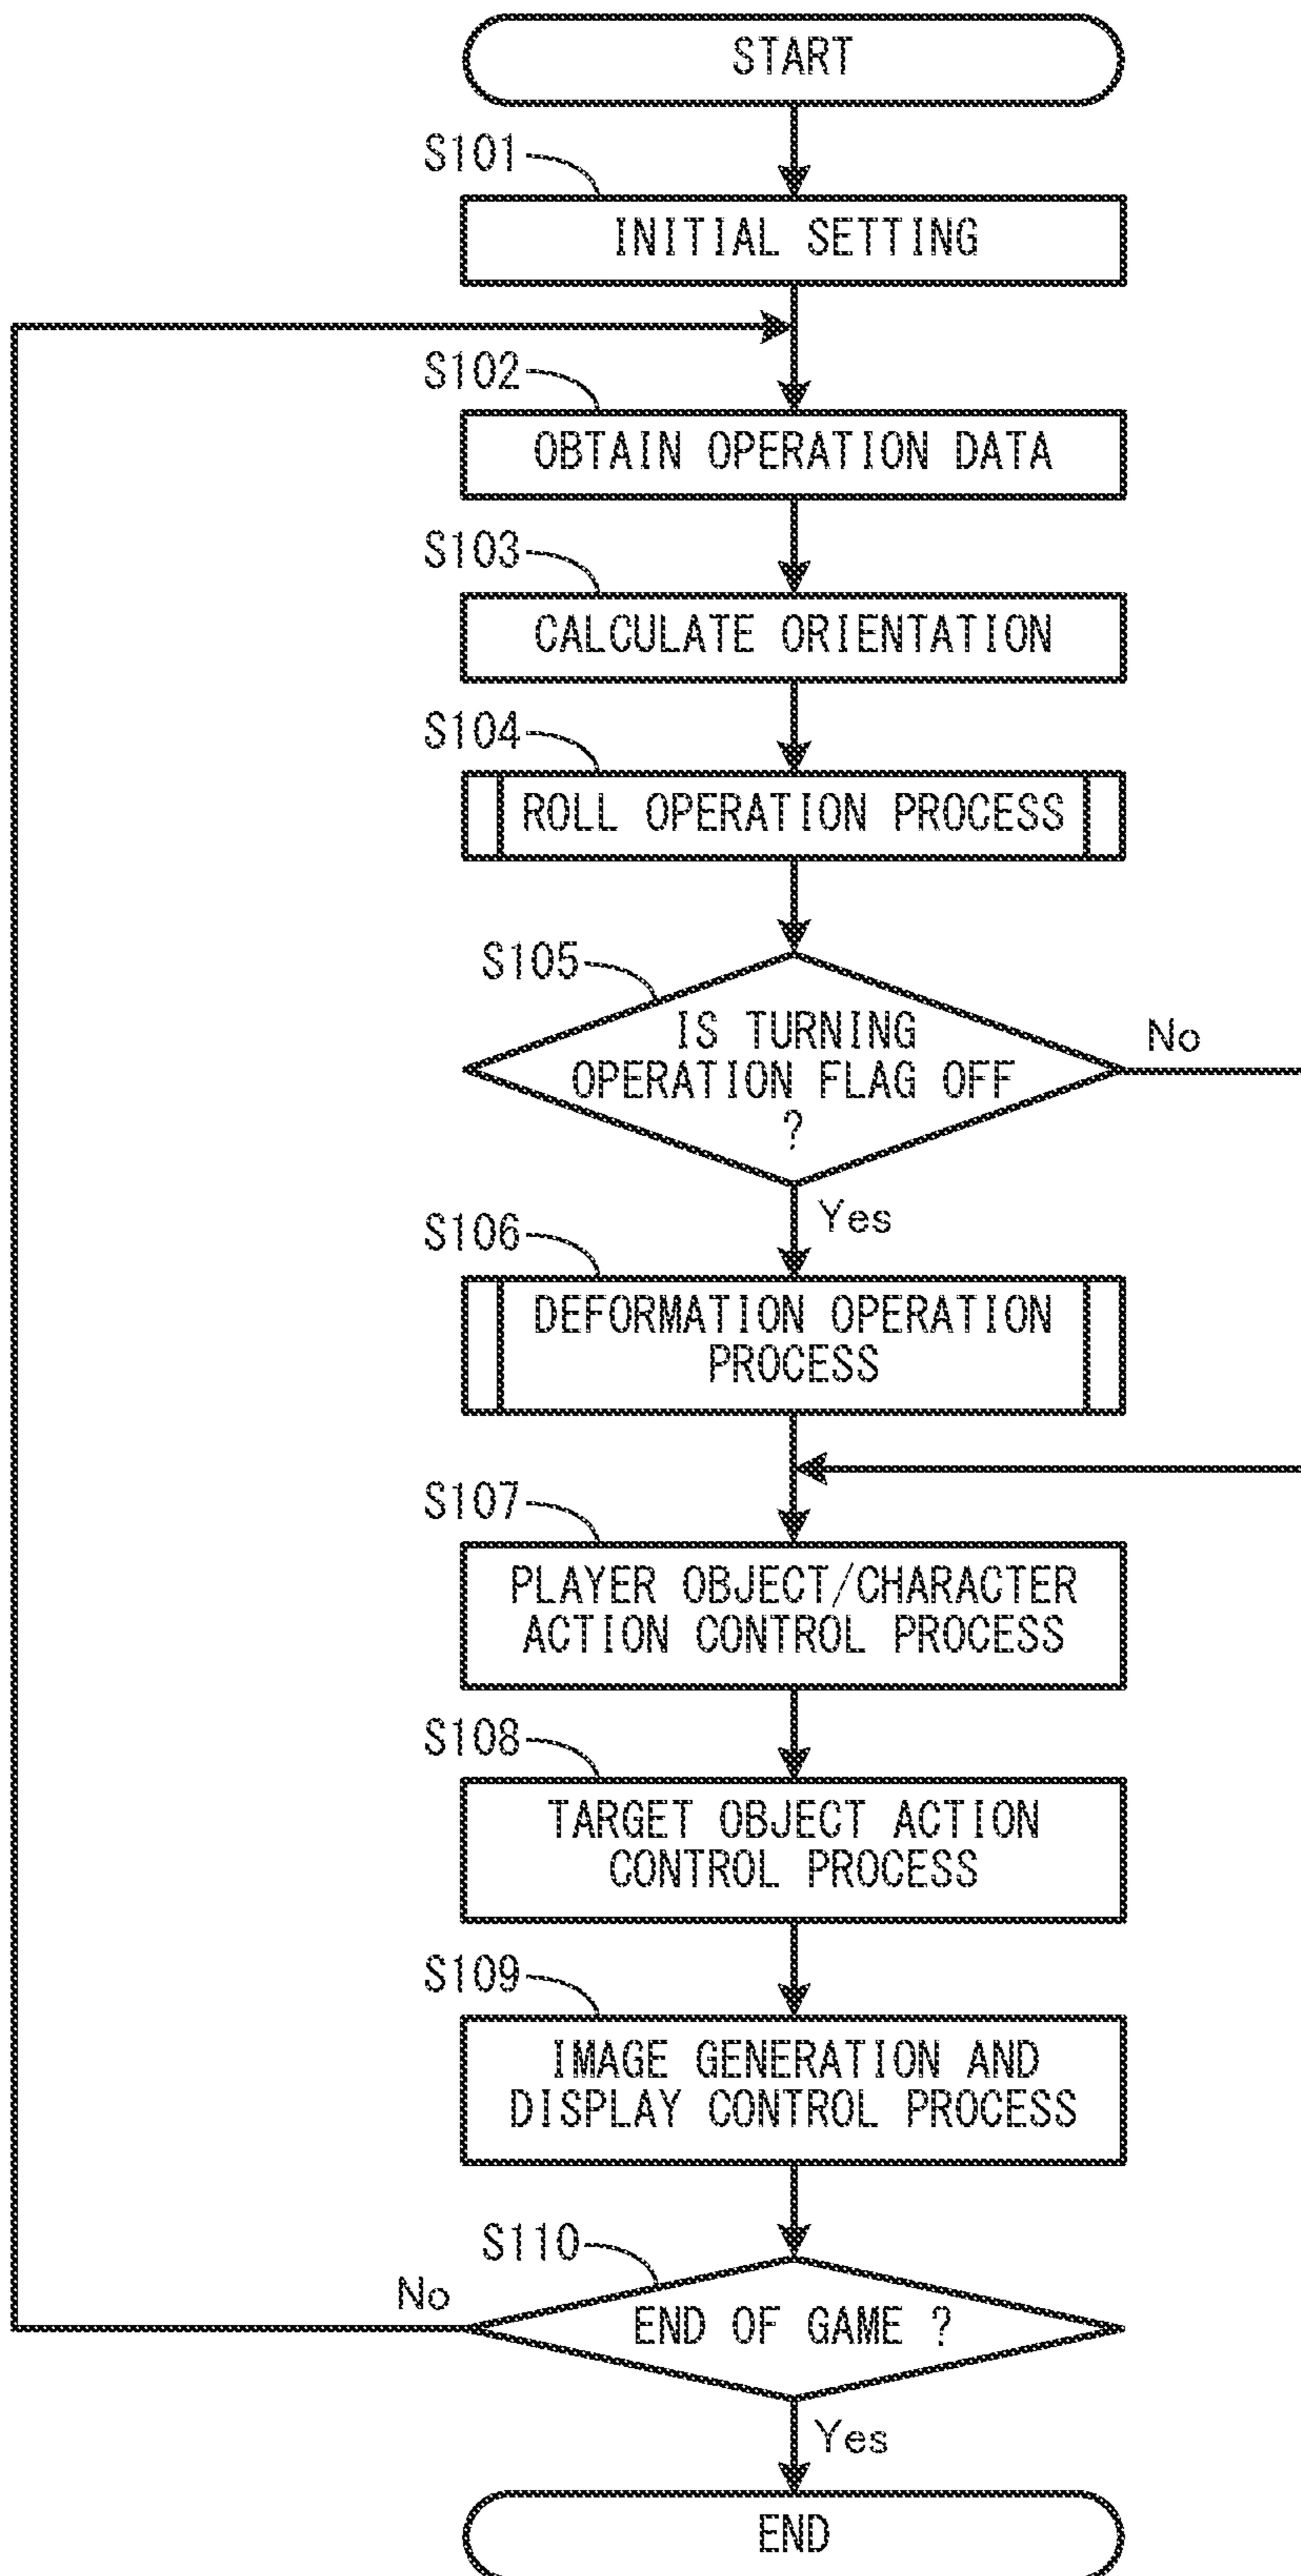 START
S101
INITIAL SETTING
S102
OBTAIN OPERATION DATA
S103
CALCULATE ORIENTATION
S104
ROLL OPERATION PROCESS
S105
IS TURNING
OPERATION FLAG OFF
?
No
Yes
S106
DEFORMATION OPERATION
PROCESS
S107
PLAYER OBJECT/CHARACTER
ACTION CONTROL PROCESS
S108
TARGET OBJECT ACTION
CONTROL PROCESS
S109
IMAGE GENERATION AND
DISPLAY CONTROL PROCESS
S110
No
END OF GAME ?
Yes
END